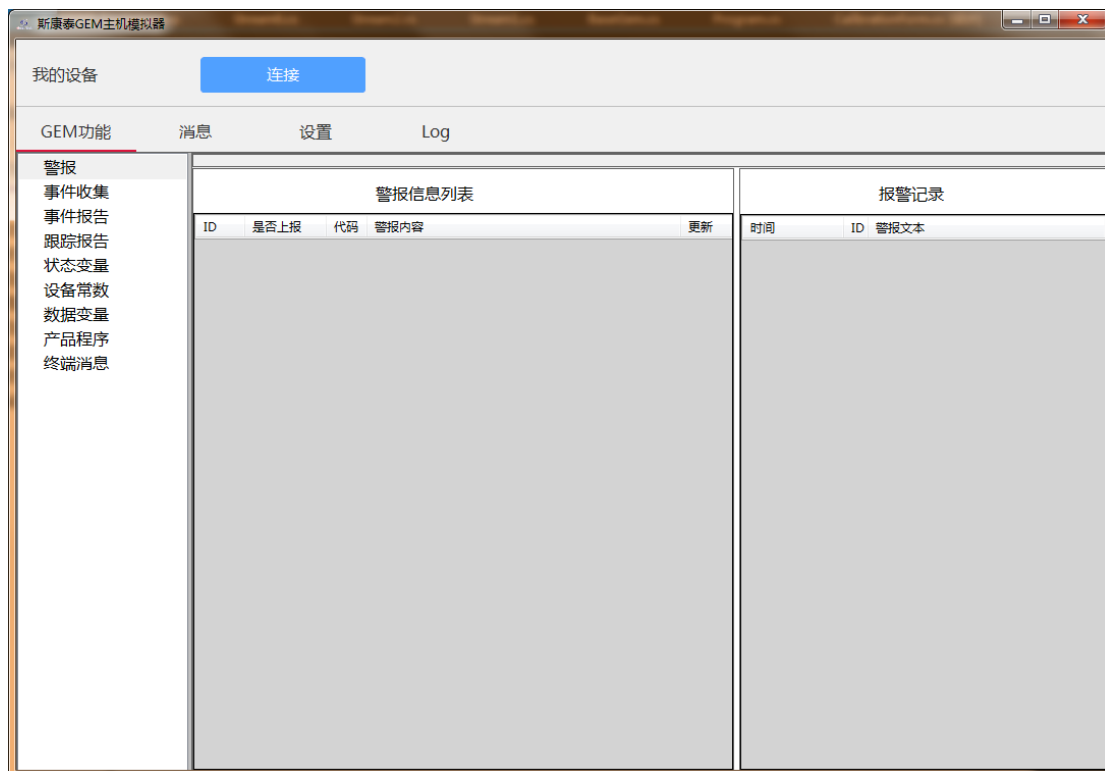 斯康泰GEM主机模拟器
我的设备 连接
GEM功能 消息 设置 Log
警报
事件收集
事件报告
跟踪报告
状态变量
设备常数
数据变量
产品程序
终端消息
警报信息列表
ID 是否上报 代码 警报内容 更新
报警记录
时间 ID 警报文本